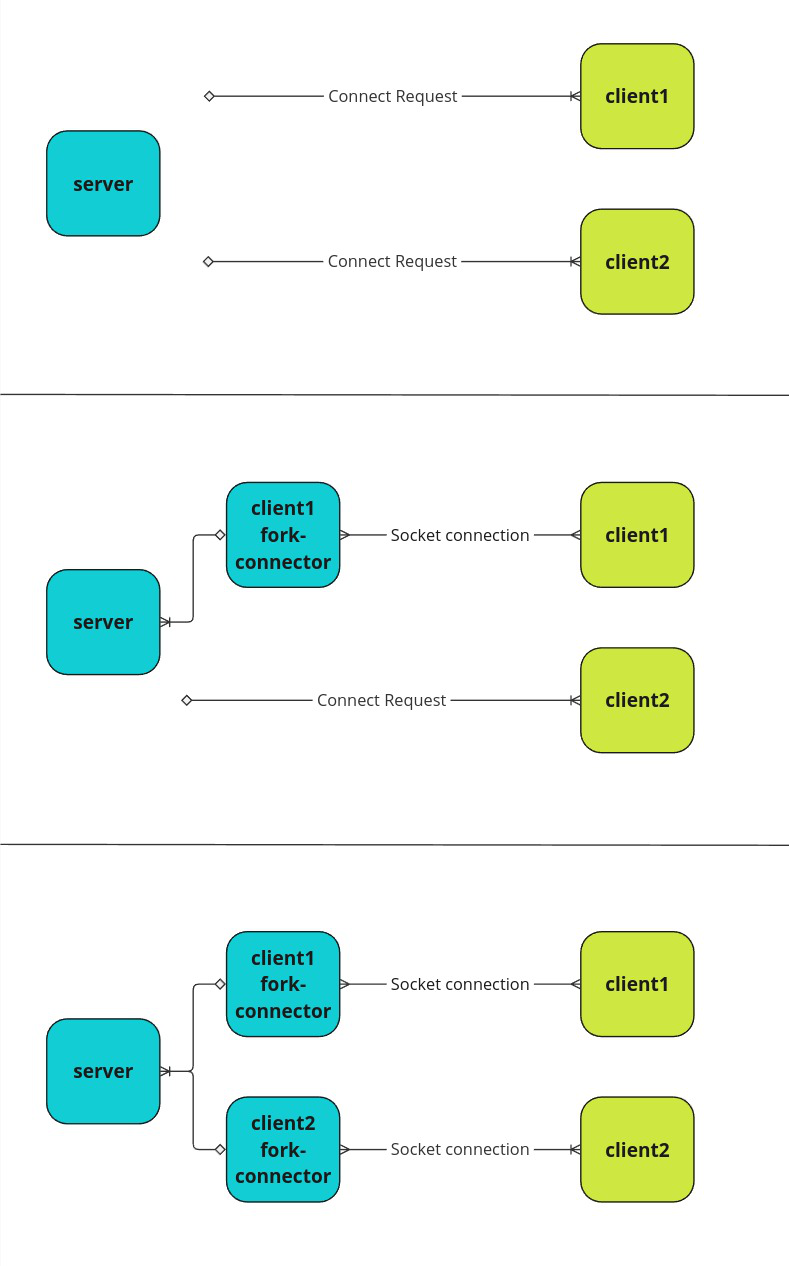 Connect Request
client1
server
Connect Request
client2
client1
fork-
connector
Socket connection
client1
server
Connect Request
client2
client1
fork-
connector
Socket connection
client1
server
client2
fork-
connector
Socket connection
client2